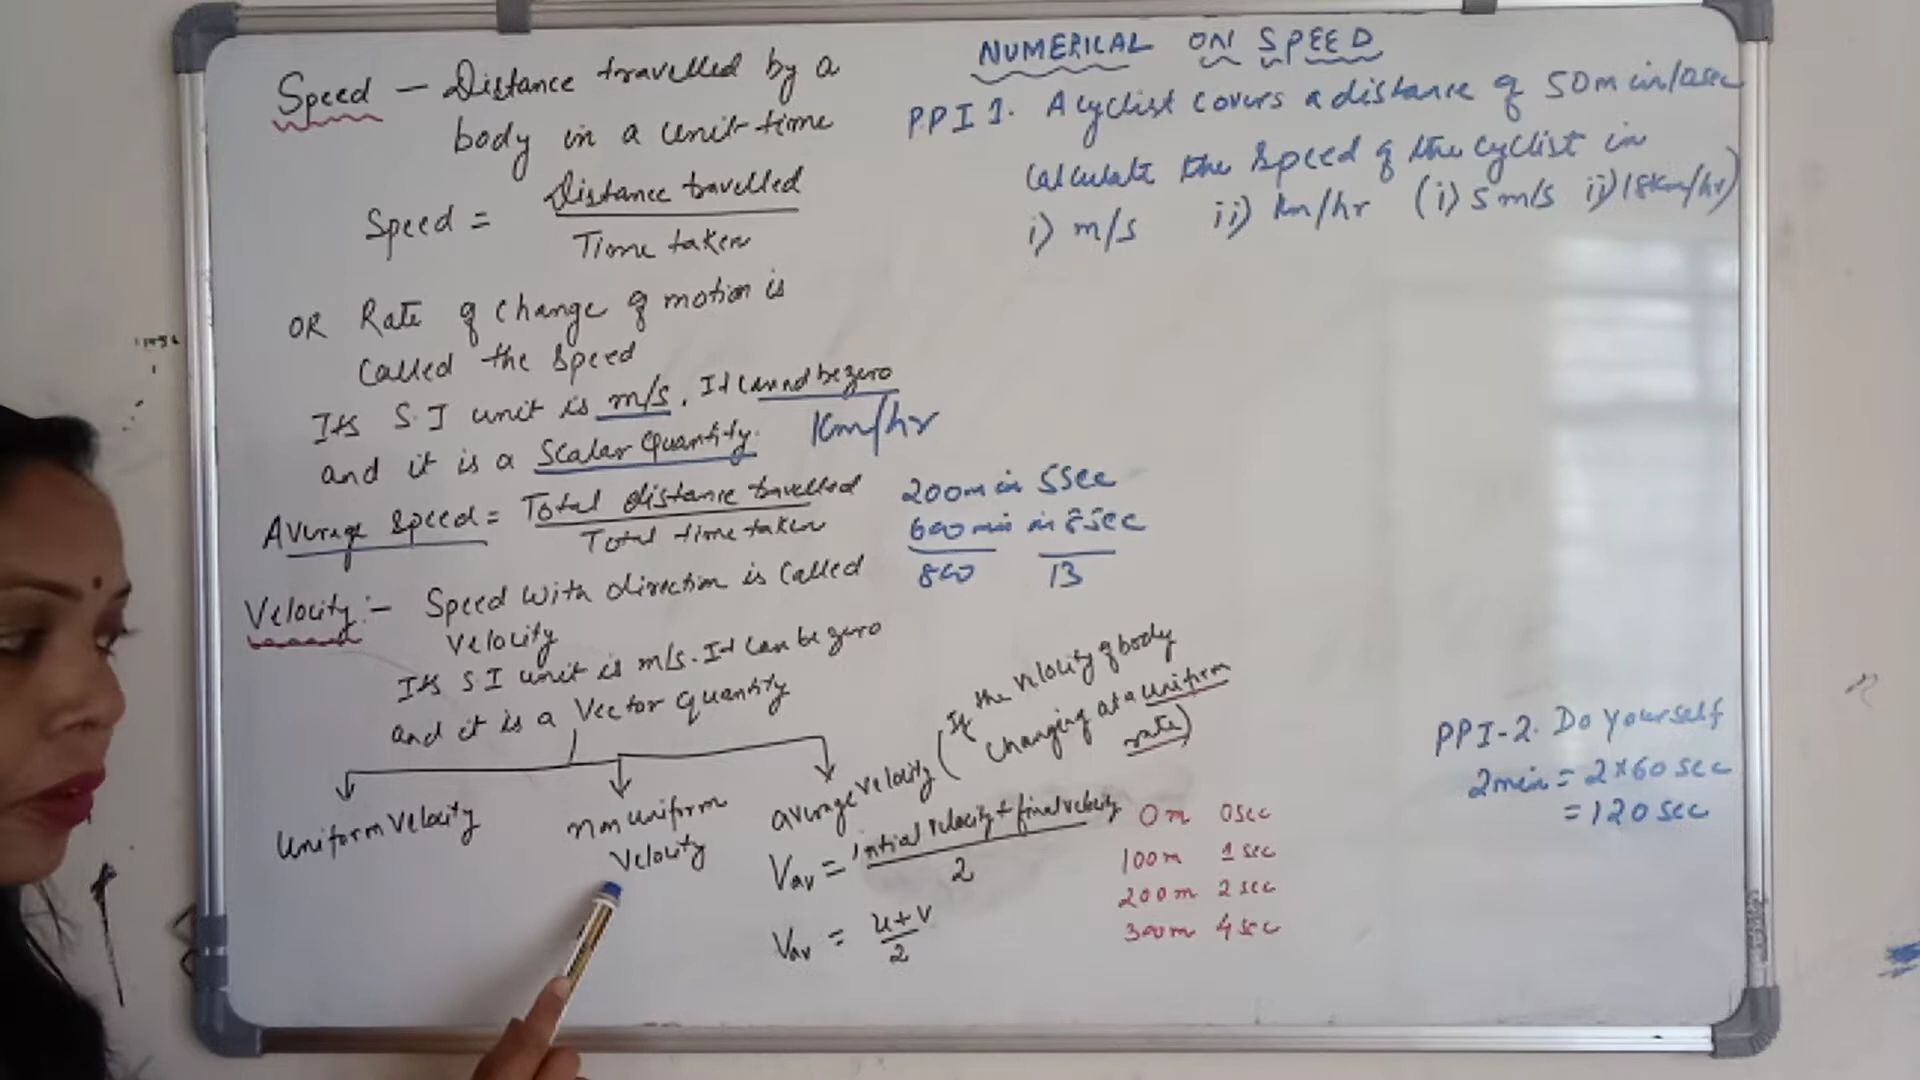 Speed – Distance travelled by a
body in a unit time
Speed = Distance travelled
Time taken
OR Rate of change of motion is
called the speed
Its S.I unit is m/s. It cannot be zero
and it is a Scalar Quantity. Km/hr
Average speed = Total distance travelled
Total time taken
200m in 5sec
600m in 8sec
800 13
Velocity:- Speed with direction is called
velocity
Its S I unit is m/s. It can be zero
and it is a Vector quantity
Uniform velocity
non uniform
velocity
average velocity (If the velocity of body
changing at a uniform
rate)
Vav = initial velocity + final velocity
2
Vav = u+v
2
0m 0sec
100m 1sec
200m 2sec
300m 4sec
NUMERICAL ON SPEED
PPI 1. A cyclist covers a distance of 50m in 10sec
calculate the speed of the cyclist in
i) m/s ii) km/hr (i) 5m/s ii) 18Km/hr)
PPI-2. Do yourself
2min = 2×60 sec
= 120 sec